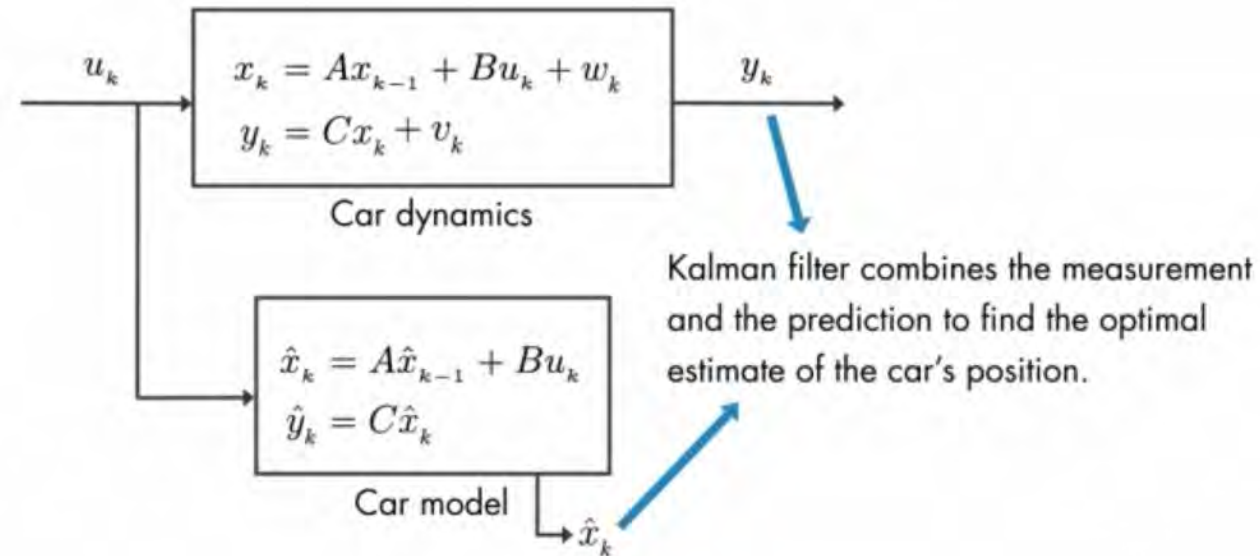 u_k
x_k = Ax_{k-1} + Bu_k + w_k
y_k = Cx_k + v_k
y_k
Car dynamics
Kalman filter combines the measurement
and the prediction to find the optimal
estimate of the car's position.
x̂_k = Ax̂_{k-1} + Bu_k
ŷ_k = Cx̂_k
Car model
x̂_k